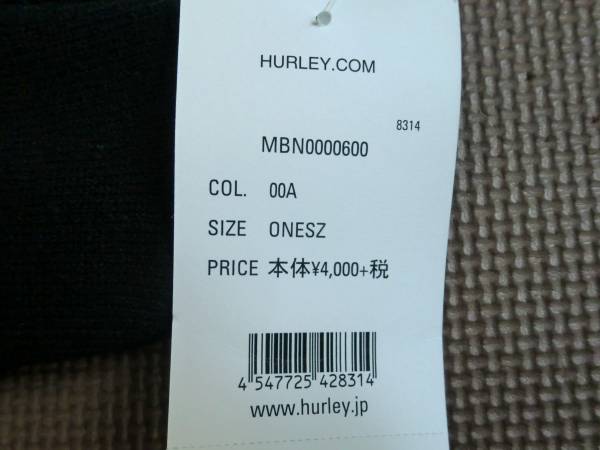 HURLEY.COM
8314
MBN0000600
COL. 00A
SIZE ONESZ
PRICE 本体¥4,000+税
4 547725 428314
www.hurley.jp